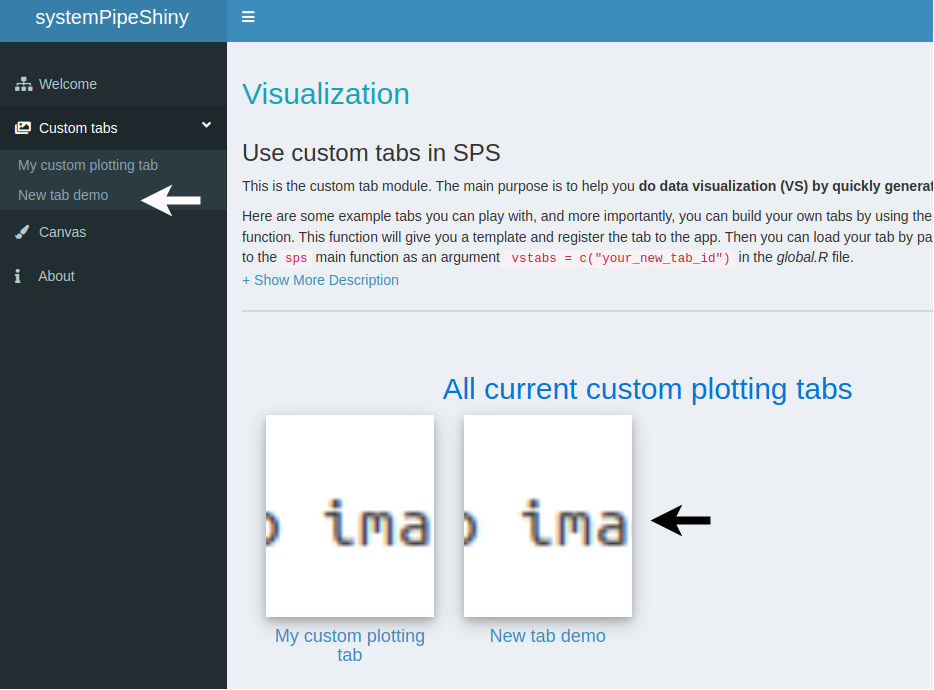 systemPipeShiny
Welcome
Custom tabs
My custom plotting tab
New tab demo
Canvas
About
Visualization
Use custom tabs in SPS
This is the custom tab module. The main purpose is to help you do data visualization (VS) by quickly
Here are some example tabs you can play with, and more importantly, you can build your own tabs by using the
function. This function will give you a template and register the tab to the app. Then you can load your tab by
to the sps main function as an argument vstabs = c("your_new_tab_id") in the global.R file.
+ Show More Description
All current custom plotting tabs
My custom plotting
tab
New tab demo